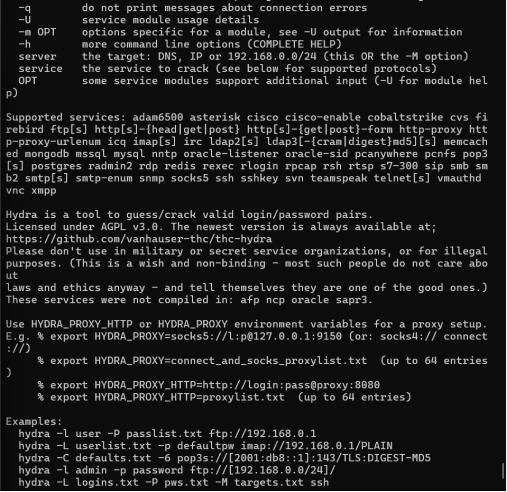 -q        do not print messages about connection errors
-U        service module usage details
-m OPT    options specific for a module, see -U output for information
-h        more command line options (COMPLETE HELP)
server    the target: DNS, IP or 192.168.0.0/24 (this OR the -M option)
service   the service to crack (see below for supported protocols)
OPT       some service modules support additional input (-U for module hel
p)

Supported services: adam6500 asterisk cisco cisco-enable cobaltstrike cvs fi
rebird ftp[s] http[s]-{head|get|post} http[s]-{get|post}-form http-proxy htt
p-proxy-urlenum icq imap[s] irc ldap2[s] ldap3[-{cram|digest}md5][s] memcach
ed mongodb mssql mysql nntp oracle-listener oracle-sid pcanywhere pcnfs pop3
[s] postgres radmin2 rdp redis rexec rlogin rpcap rsh rtsp s7-300 sip smb sm
b2 smtp[s] smtp-enum snmp socks5 ssh sshkey svn teamspeak telnet[s] vmauthd
vnc xmpp

Hydra is a tool to guess/crack valid login/password pairs.
Licensed under AGPL v3.0. The newest version is always available at;
https://github.com/vanhauser-thc/thc-hydra
Please don't use in military or secret service organizations, or for illegal
purposes. (This is a wish and non-binding - most such people do not care abo
ut
laws and ethics anyway - and tell themselves they are one of the good ones.)
These services were not compiled in: afp ncp oracle sapr3.

Use HYDRA_PROXY_HTTP or HYDRA_PROXY environment variables for a proxy setup.
E.g. % export HYDRA_PROXY=socks5://l:p@127.0.0.1:9150 (or: socks4:// connect
://)
     % export HYDRA_PROXY=connect_and_socks_proxylist.txt  (up to 64 entries
)
     % export HYDRA_PROXY_HTTP=http://login:pass@proxy:8080
     % export HYDRA_PROXY_HTTP=proxylist.txt  (up to 64 entries)

Examples:
  hydra -l user -P passlist.txt ftp://192.168.0.1
  hydra -L userlist.txt -p defaultpw imap://192.168.0.1/PLAIN
  hydra -C defaults.txt -6 pop3s://[2001:db8::1]:143/TLS:DIGEST-MD5
  hydra -l admin -p password ftp://[192.168.0.0/24]/
  hydra -L logins.txt -P pws.txt -M targets.txt ssh